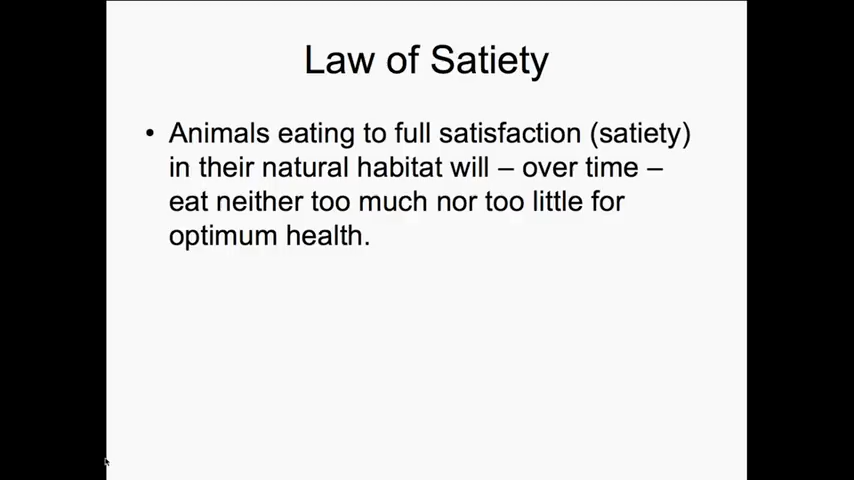 Law of Satiety
• Animals eating to full satisfaction (satiety)
in their natural habitat will – over time –
eat neither too much nor too little for
optimum health.